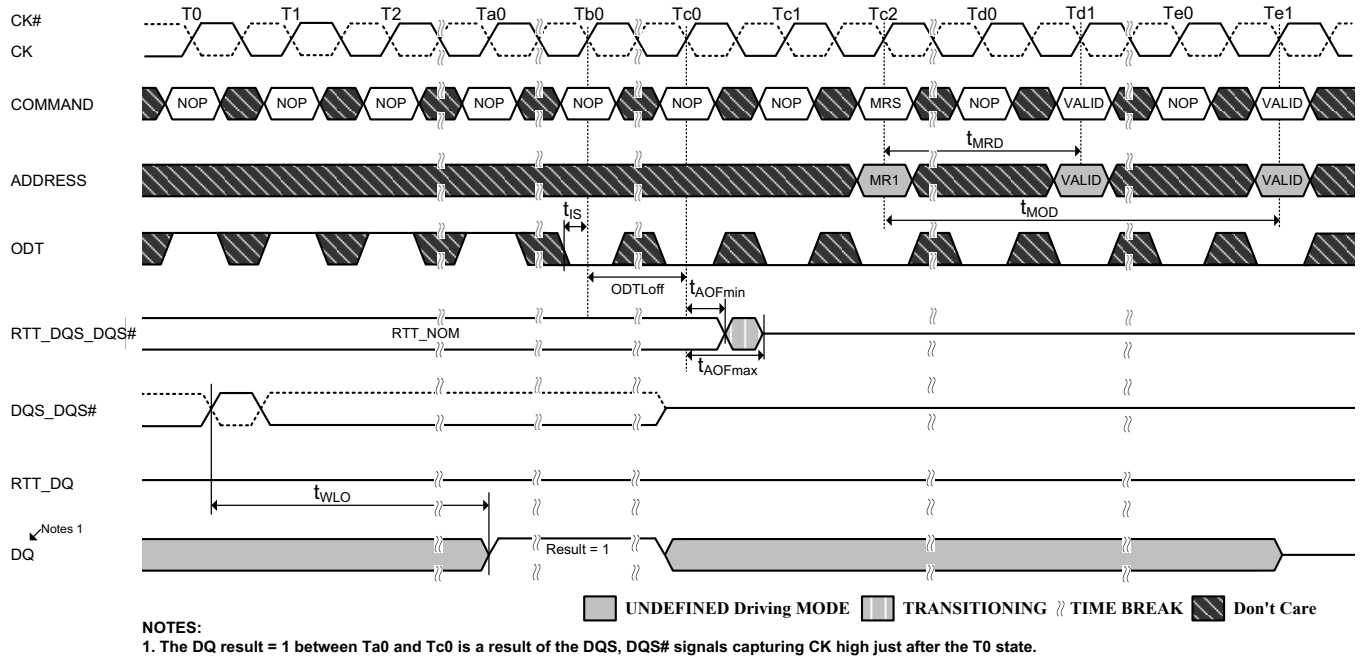 T0 T1 T2 Ta0 Tb0 Tc0 Tc1 Tc2 Td0 Td1 Te0 Te1
CK#
CK
COMMAND NOP NOP NOP NOP NOP NOP NOP MRS NOP VALID NOP VALID
tMRD
ADDRESS MR1 VALID VALID
tIS tMOD
ODT
ODTLoff tAOFmin
RTT_DQS_DQS# RTT_NOM
tAOFmax
DQS_DQS#
RTT_DQ
tWLO
Notes 1
DQ Result = 1
UNDEFINED Driving MODE TRANSITIONING TIME BREAK Don't Care
NOTES:
1. The DQ result = 1 between Ta0 and Tc0 is a result of the DQS, DQS# signals capturing CK high just after the T0 state.